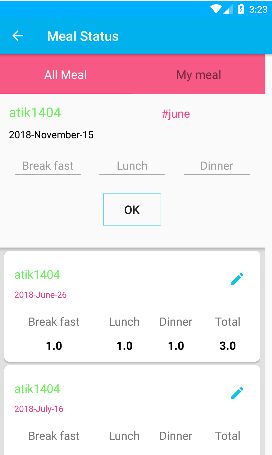 3:23
Meal Status
All Meal My meal
atik1404 #june
2018-November-15
Break fast Lunch Dinner
OK
atik1404
2018-June-26
Break fast Lunch Dinner Total
1.0 1.0 1.0 3.0
atik1404
2018-July-16
Break fast Lunch Dinner Total